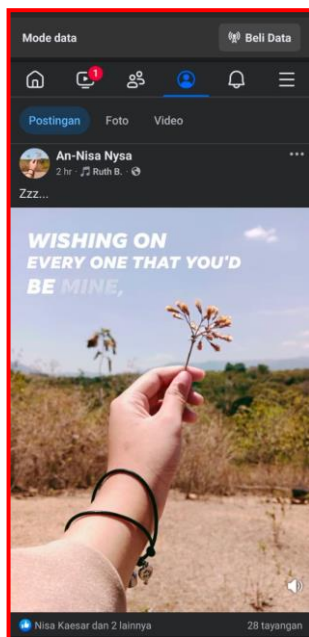 Mode data
Beli Data
1
Postingan Foto Video
An-Nisa Nysa
2 hr · Ruth B. ·
Zzz...
WISHING ON
EVERY ONE THAT YOU'D
BE MINE,
Nisa Kaesar dan 2 lainnya 28 tayangan